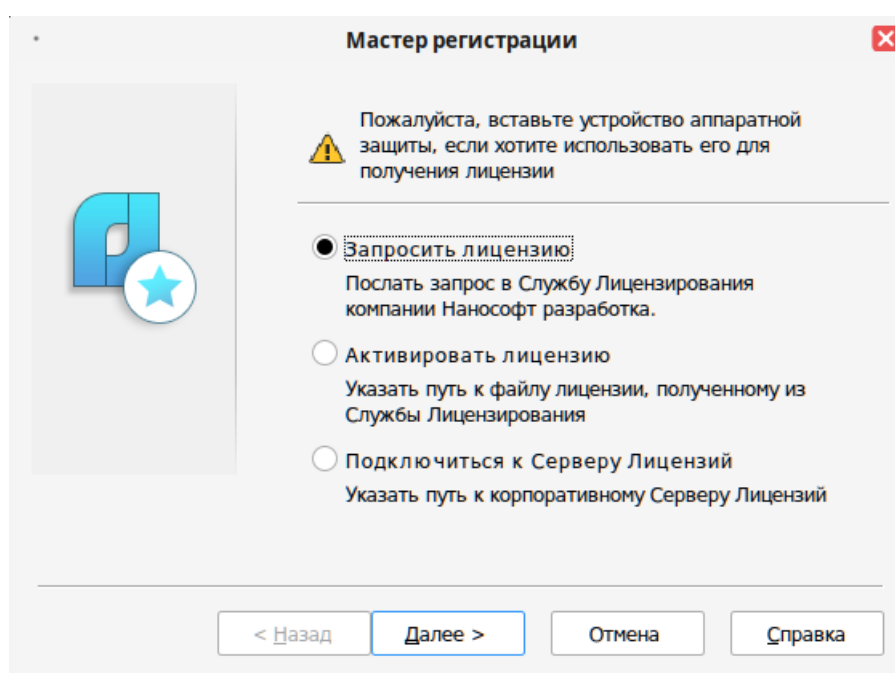 Мастер регистрации
Пожалуйста, вставьте устройство аппаратной
защиты, если хотите использовать его для
получения лицензии
Запросить лицензию
Послать запрос в Службу Лицензирования
компании Нанософт разработка.
Активировать лицензию
Указать путь к файлу лицензии, полученному из
Службы Лицензирования
Подключиться к Серверу Лицензий
Указать путь к корпоративному Серверу Лицензий
< Назад
Далее >
Отмена
Справка